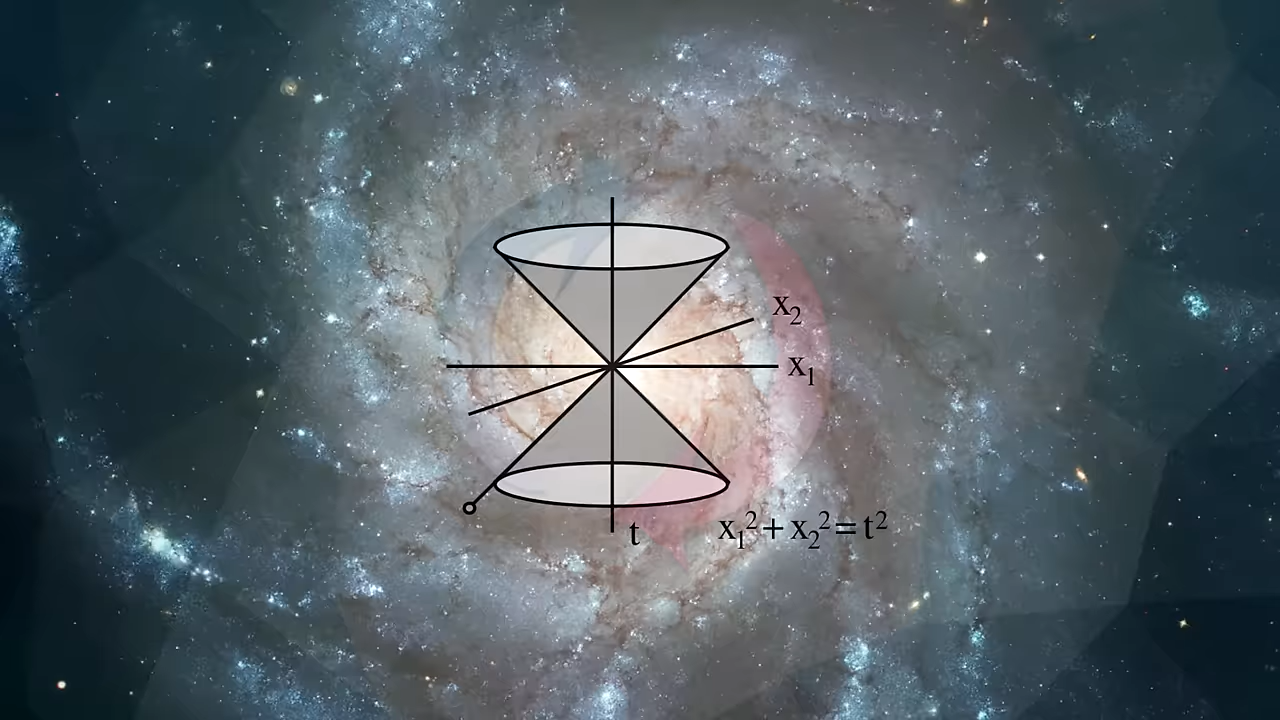 x₂
x₁
t
x₁² + x₂² = t²